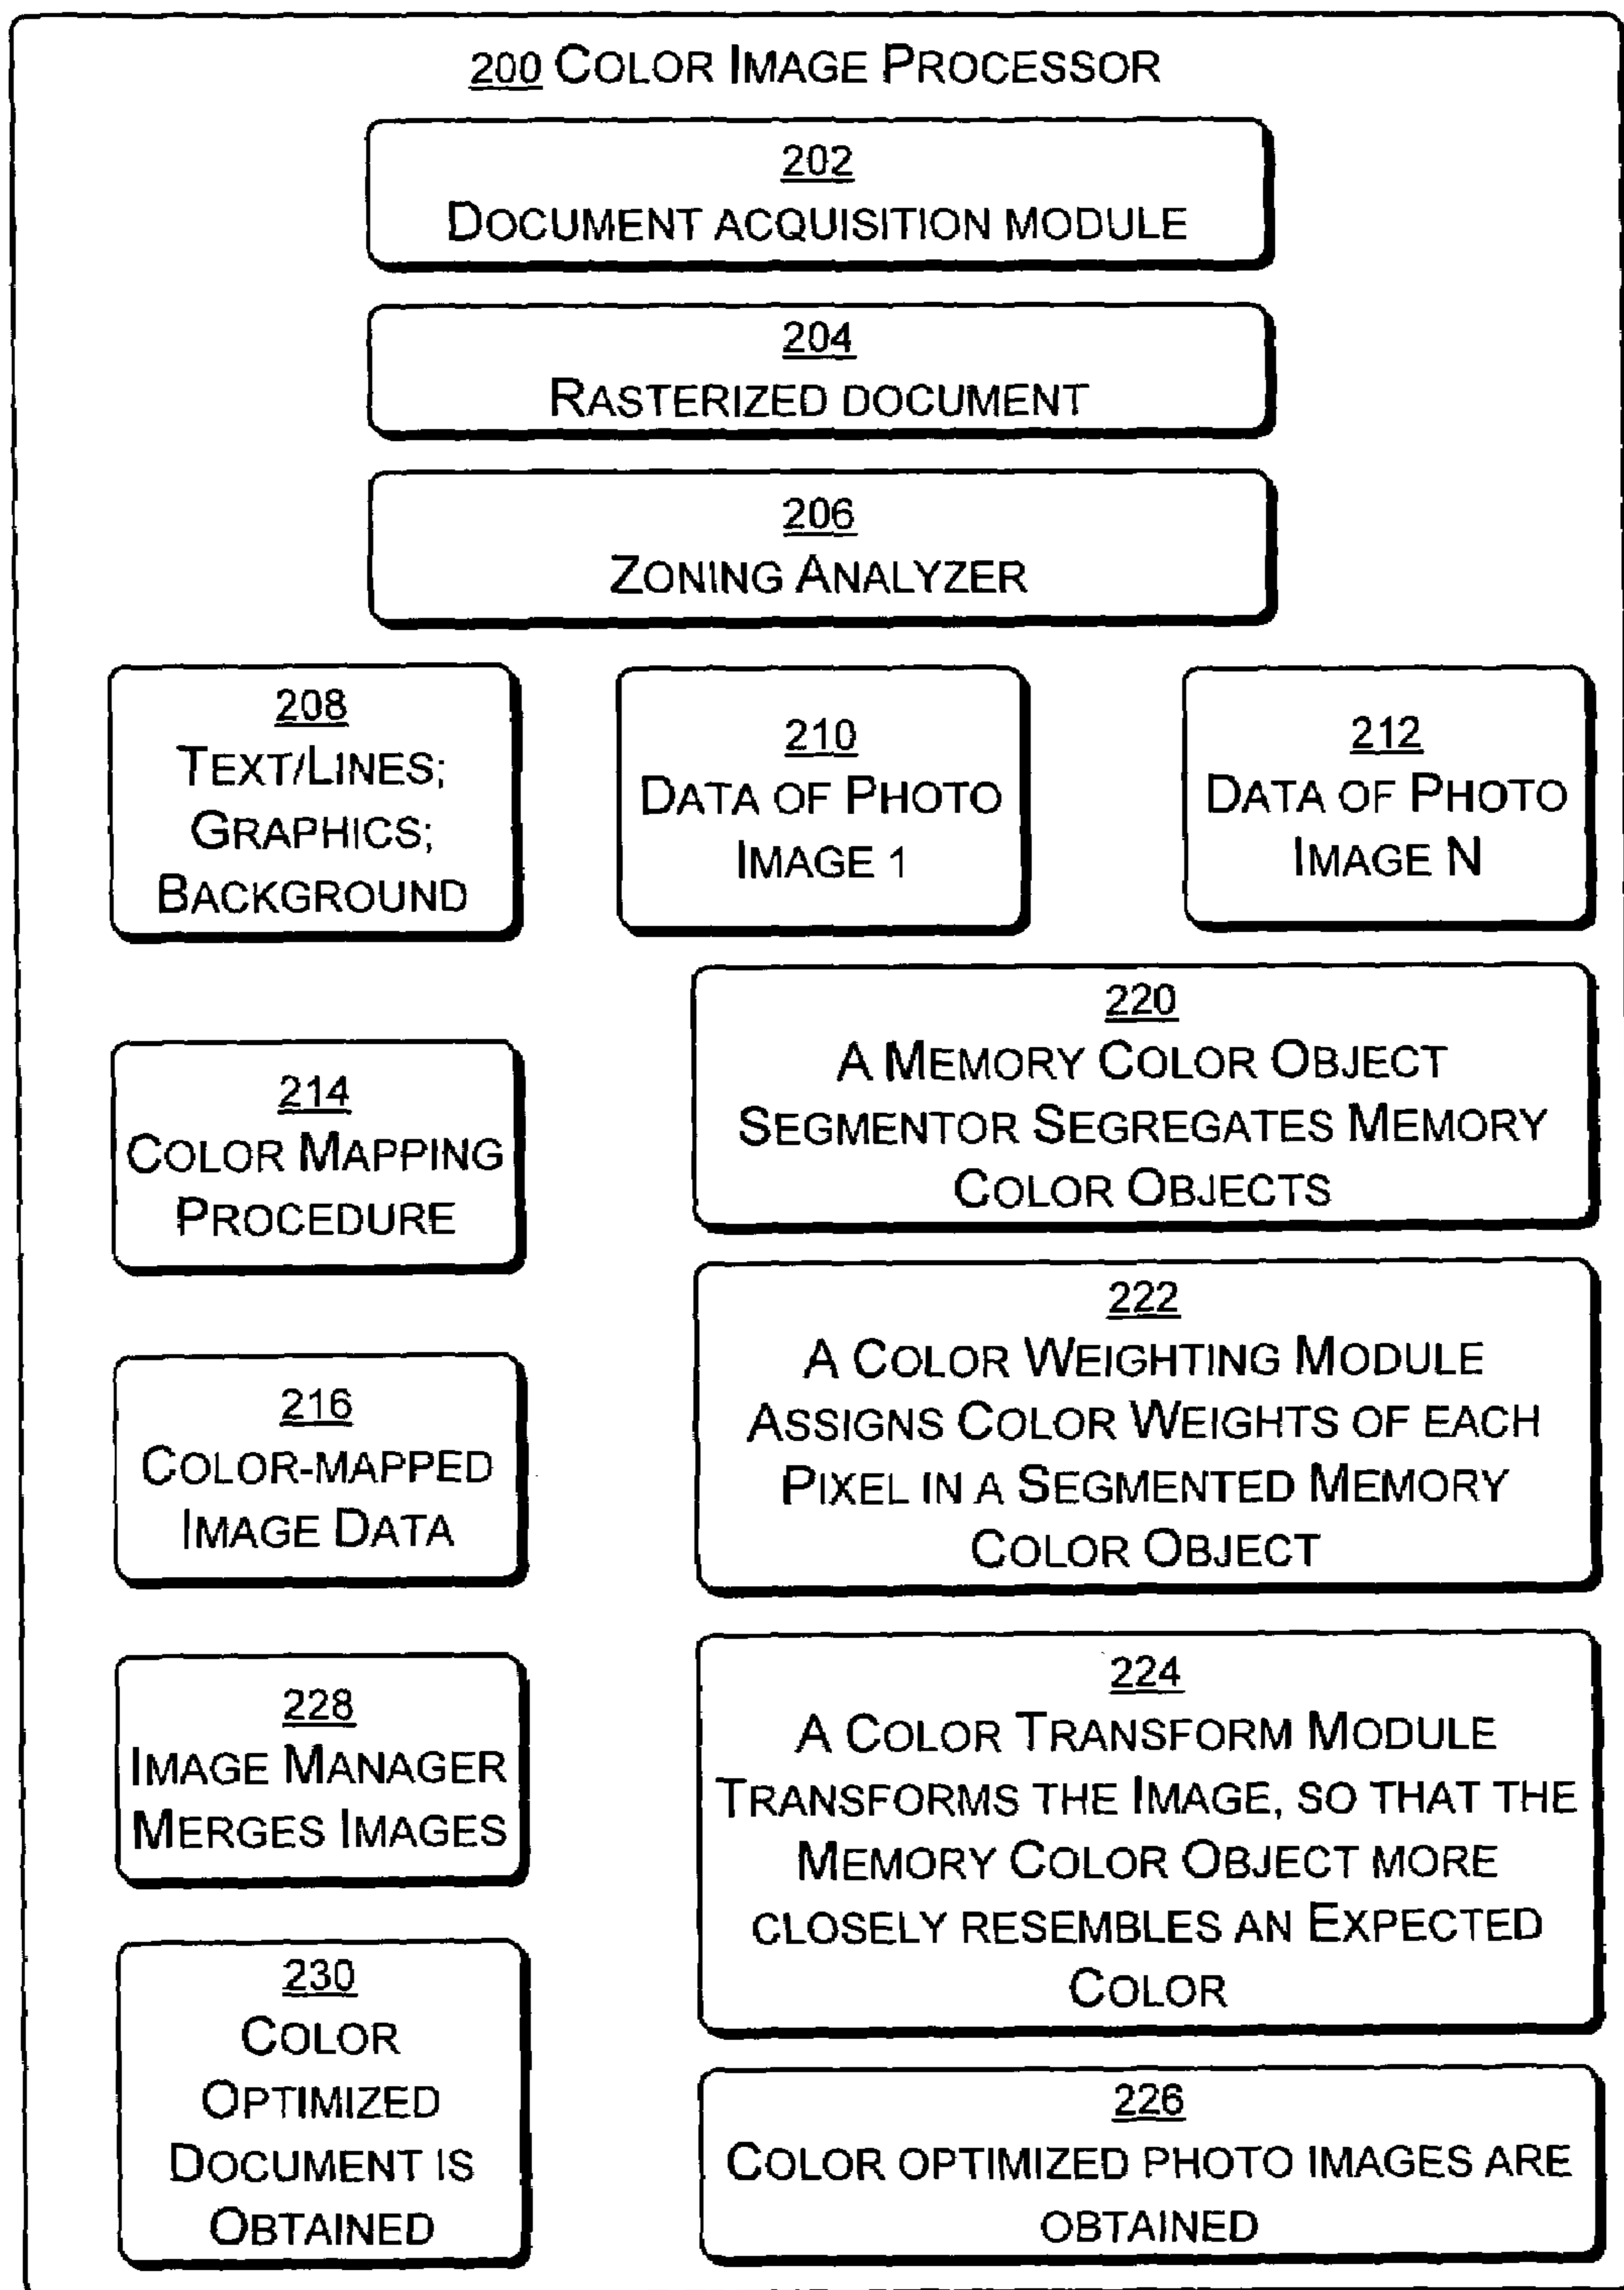 200 COLOR IMAGE PROCESSOR
202
DOCUMENT ACQUISITION MODULE
204
RASTERIZED DOCUMENT
206
ZONING ANALYZER
208
TEXT/LINES;
GRAPHICS;
BACKGROUND
210
DATA OF PHOTO
IMAGE 1
212
DATA OF PHOTO
IMAGE N
214
COLOR MAPPING
PROCEDURE
216
COLOR-MAPPED
IMAGE DATA
228
IMAGE MANAGER
MERGES IMAGES
230
COLOR
OPTIMIZED
DOCUMENT IS
OBTAINED
220
A MEMORY COLOR OBJECT
SEGMENTOR SEGREGATES MEMORY
COLOR OBJECTS
222
A COLOR WEIGHTING MODULE
ASSIGNS COLOR WEIGHTS OF EACH
PIXEL IN A SEGMENTED MEMORY
COLOR OBJECT
224
A COLOR TRANSFORM MODULE
TRANSFORMS THE IMAGE, SO THAT THE
MEMORY COLOR OBJECT MORE
CLOSELY RESEMBLES AN EXPECTED
COLOR
226
COLOR OPTIMIZED PHOTO IMAGES ARE
OBTAINED